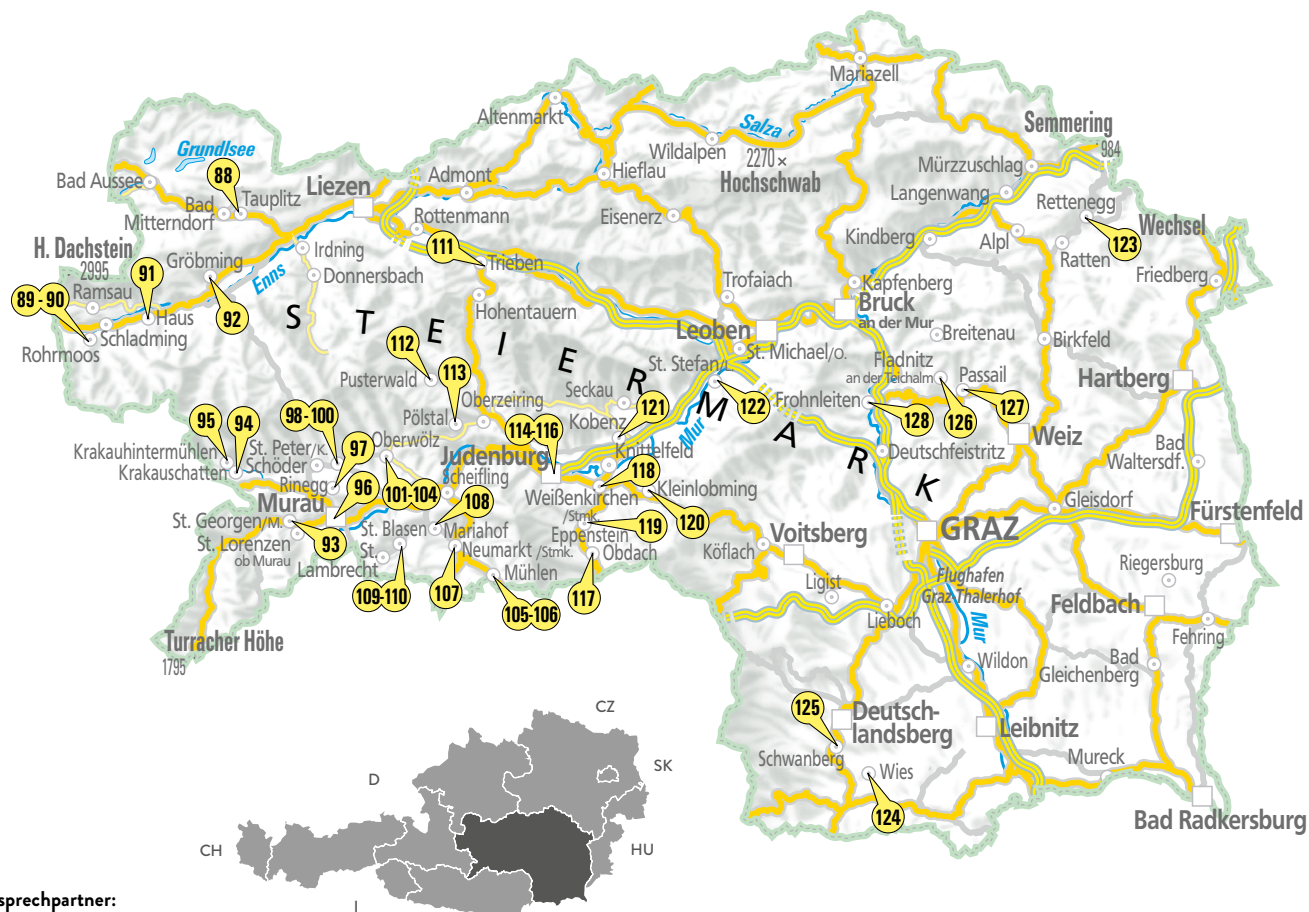 Mariazell
Altenmarkt
Salza
Semmering
984
Grundlsee
Wildalpen
2270 ×
Hochschwab
Mürzzuschlag
88
Bad Aussee
Tauplitz
Liezen
Admont
Hieflau
Langenwang
Rettenegg
Bad
Mitterndorf
Rottenmann
Eisenerz
Kindberg
Alpl
Ratten
123
Wechsel
H. Dachstein
2995
Irdning
111
Trieben
Friedberg
Gröbming
Enns
Donnersbach
Trofaiach
Kapfenberg
91
89 - 90
Ramsau
Haus
92
Hohentauern
Bruck
an der Mur
Schladming
Rohrmoos
Leoben
Breitenau
Birkfeld
STEIERMARK
112
113
St. Michael/o.
St. Stefan/l.
Fladnitz
an der Teichalm
Passail
Hartberg
Pusterwald
Seckau
Oberzeiring
122
Frohnleiten
128
126
127
95
94
98 - 100
Pölstal
Kobenz
121
Mur
Weiz
Krakauhintermühlen
Krakauschatten
St. Peter/K.
Schöder
97
Oberwölz
114 - 116
Knittelfeld
Deutschfeistritz
Bad
Waltersdf.
Rinegg
96
101 - 104
Judenburg
Scheifling
118
Kleinlobming
Murau
108
Weißenkirchen
/Stmk.
120
Gleisdorf
St. Georgen/M.
93
St. Blasen
Mariahof
119
Eppenstein
Voitsberg
GRAZ
Fürstenfeld
St. Lorenzen
ob Murau
St.
Lambrecht
Neumarkt /Stmk.
Obdach
Köflach
Flughafen
Graz-Thalerhof
Riegersburg
109 - 110
107
Mühlen
117
Ligist
105 - 106
Lieboch
Feldbach
Turracher Höhe
1795
Mur
Fehring
Wildon
Bad
Gleichenberg
125
Deutsch-
landsberg
Leibnitz
Schwanberg
Mureck
Wies
124
Bad Radkersburg
CZ
D
SK
CH
HU
I
sprechpartner: